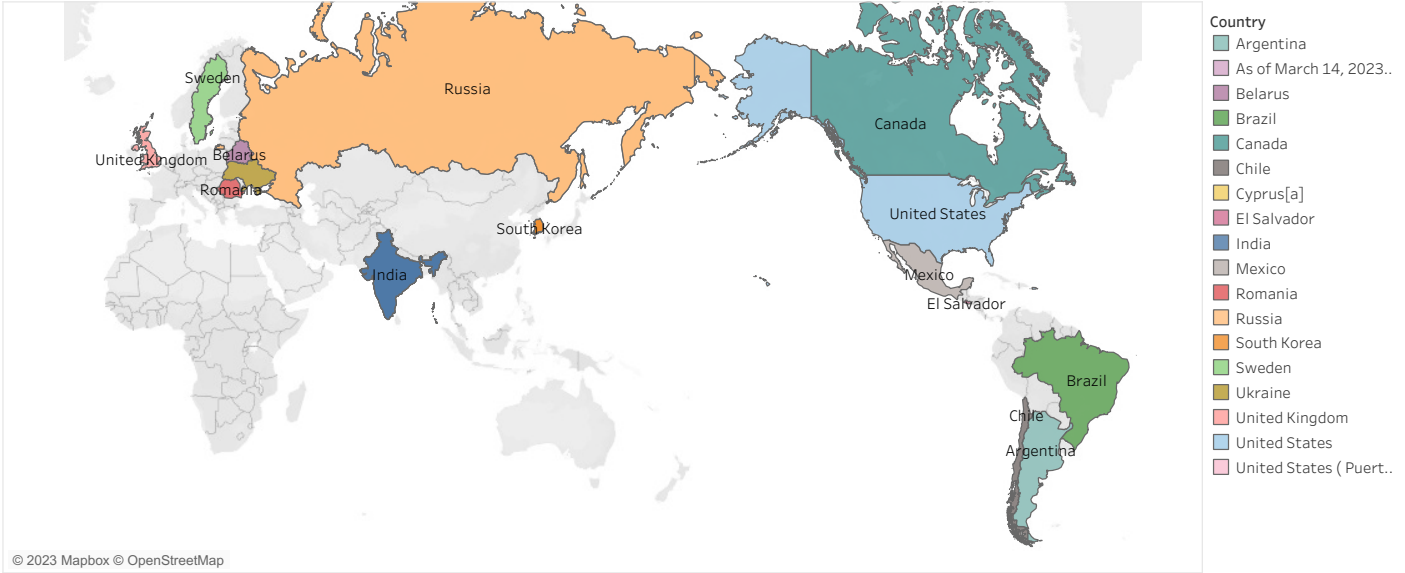 Sweden
Russia
United Kingdom
Belarus
Romania
South Korea
India
Canada
United States
Mexico
El Salvador
Brazil
Chile
Argentina
© 2023 Mapbox © OpenStreetMap
Country
Argentina
As of March 14, 2023..
Belarus
Brazil
Canada
Chile
Cyprus[a]
El Salvador
India
Mexico
Romania
Russia
South Korea
Sweden
Ukraine
United Kingdom
United States
United States ( Puert..